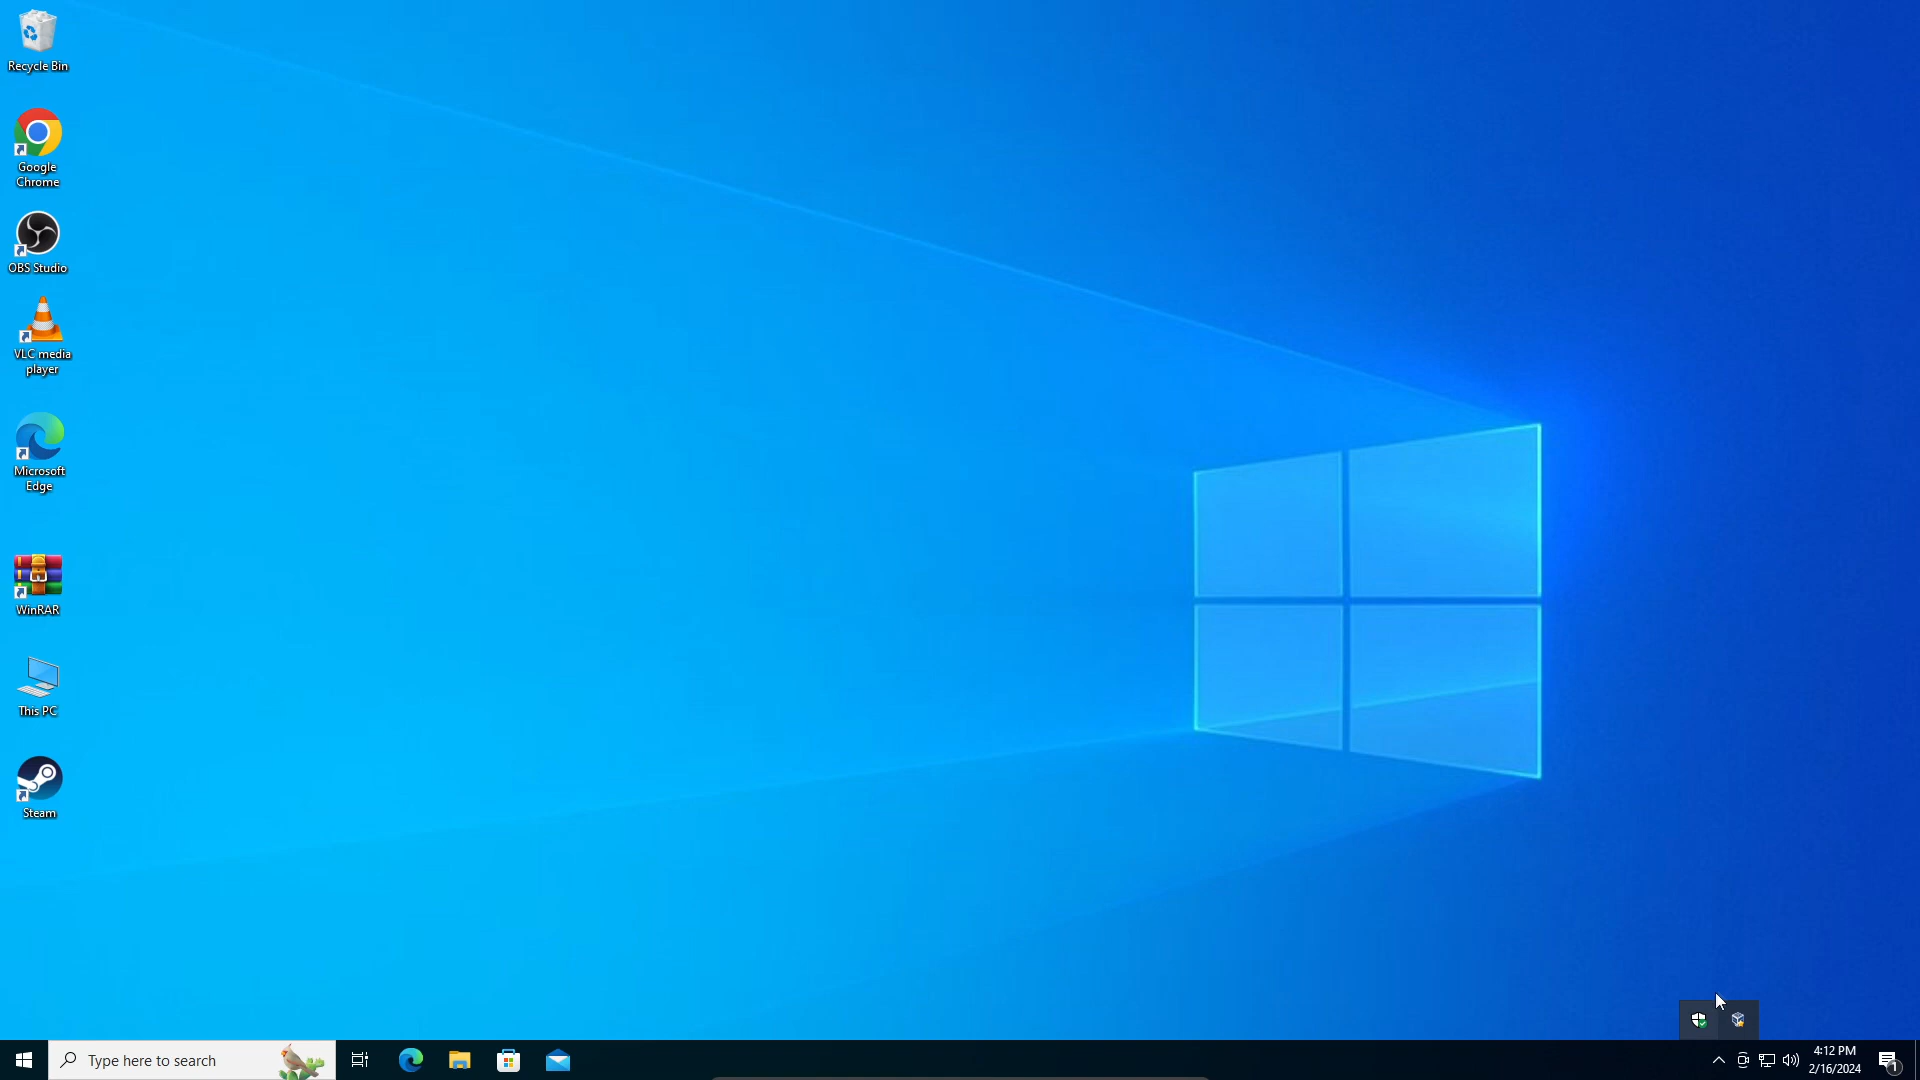 Recycle Bin
Google
Chrome
OBS Studio
VLC media
player
Microsoft
Edge
WinRAR
This PC
Steam
Type here to search
4:12 PM
2/16/2024
1